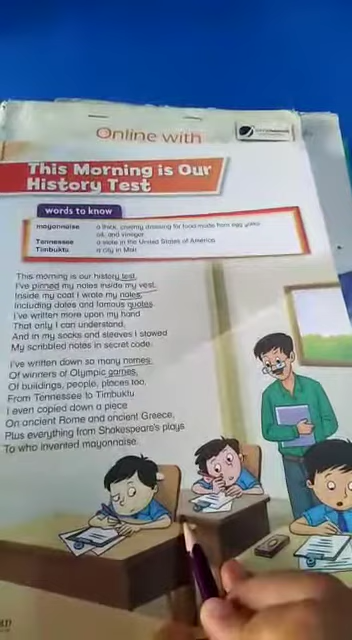 Online with
This Morning is Our
History Test
words to know
mayonnaise a thick, creamy dressing for food made from egg yolks,
oil, and vinegar
Tennessee a state in the United States of America
Timbuktu a city in Mali
This morning is our history test.
I've pinned my notes inside my vest.
Inside my coat I wrote my notes,
Including dates and famous quotes.
I've written more upon my hand
That only I can understand,
And in my socks and sleeves I stowed
My scribbled notes in secret code.
I've written down so many names
Of winners of Olympic games,
Of buildings, people, places too,
From Tennessee to Timbuktu
I even copied down a piece
On ancient Rome and ancient Greece,
Plus everything from Shakespeare's plays
To who invented mayonnaise.